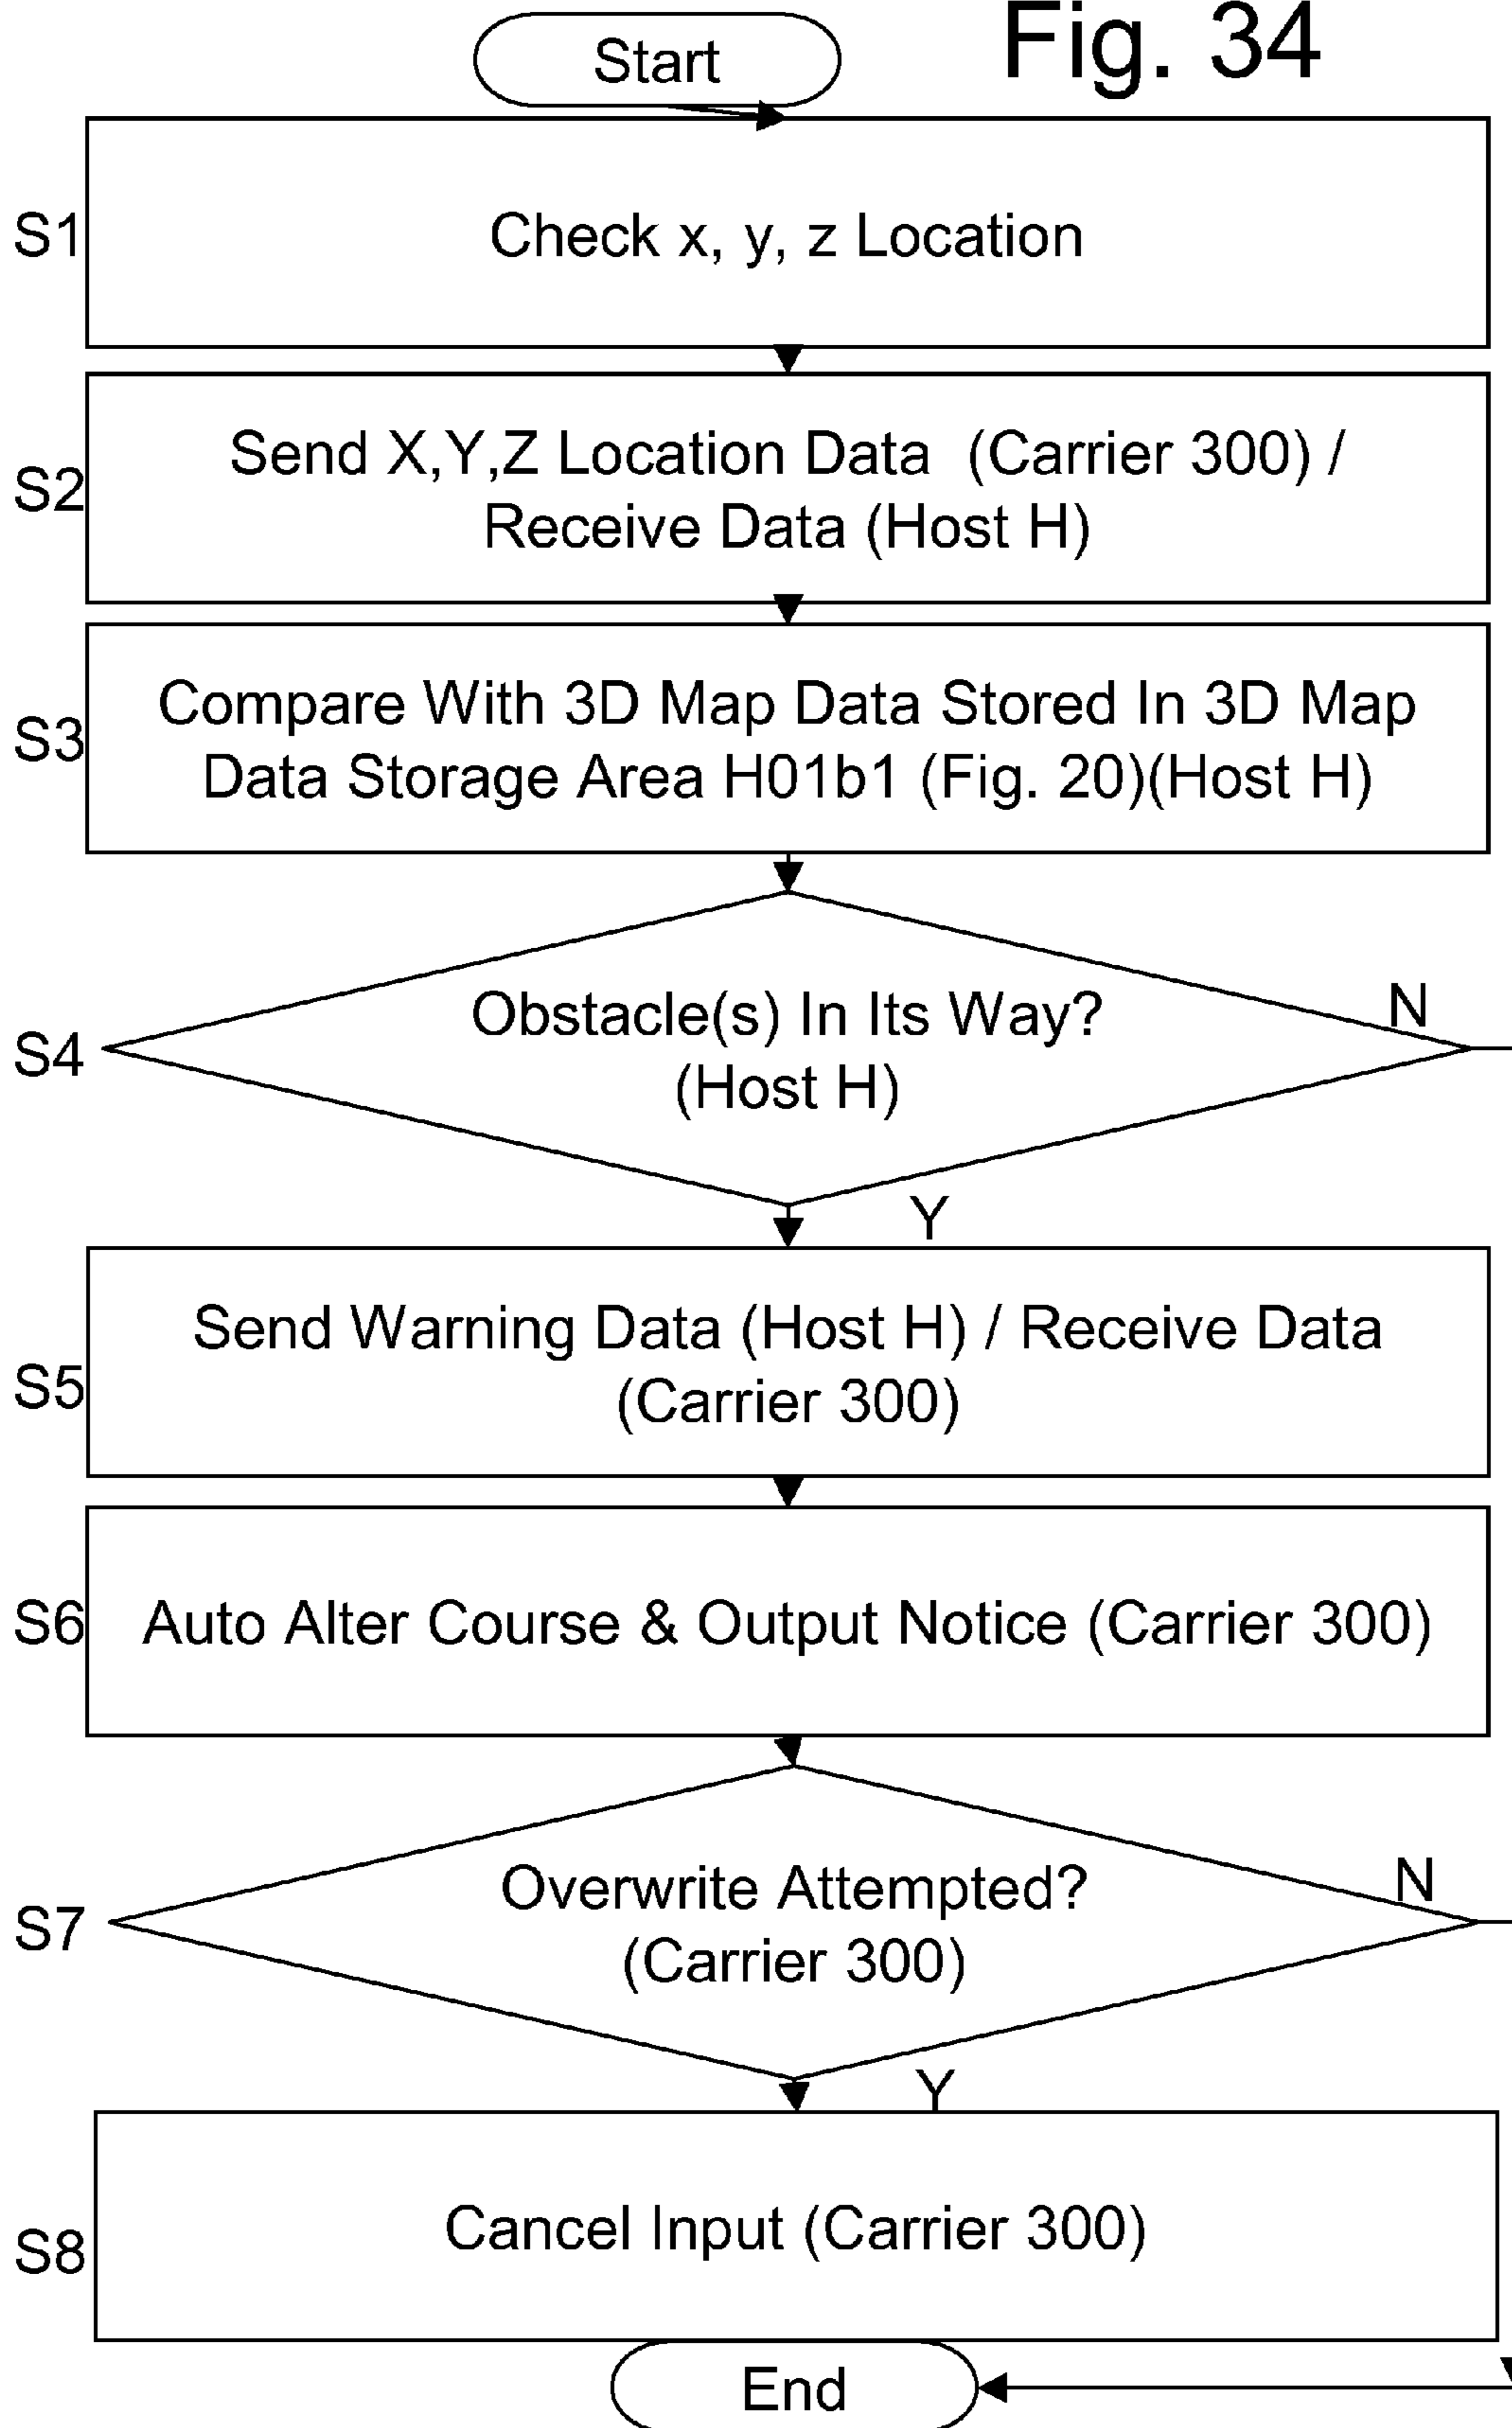 Fig. 34
Start
S1
Check x, y, z Location
S2
Send X,Y,Z Location Data (Carrier 300) /
Receive Data (Host H)
S3
Compare With 3D Map Data Stored In 3D Map
Data Storage Area H01b1 (Fig. 20)(Host H)
S4
Obstacle(s) In Its Way?
(Host H)
N
Y
S5
Send Warning Data (Host H) / Receive Data
(Carrier 300)
S6
Auto Alter Course & Output Notice (Carrier 300)
S7
Overwrite Attempted?
(Carrier 300)
N
Y
S8
Cancel Input (Carrier 300)
End